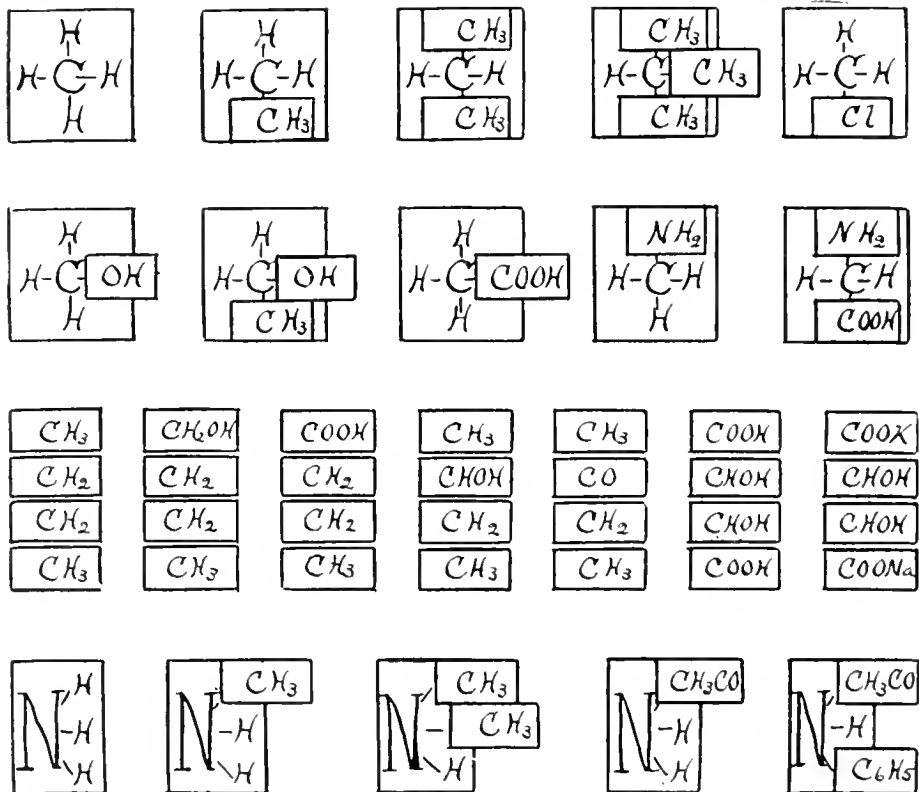 H CH3 CH3
H-C-H H H-C-H H-C-H H-C CH3 H-C-H
H CH3 CH3 CH3 Cl
H H H NH2 NH2
H-C OH H-C OH H-C COOH H-C-H H-C-H
H CH3 H H COOH
CH3 CH2OH COOH CH3 CH3 COOH COOK
CH2 CH2 CH2 CHOH CO CHOH CHOH
CH2 CH2 CH2 CH2 CH2 CHOH CHOH
CH3 CH3 CH3 CH3 CH3 COOH COONa
H CH3 CH3 CH3CO CH3CO
N -H N -H N - CH3 N -H N -H
H H H H C6H5